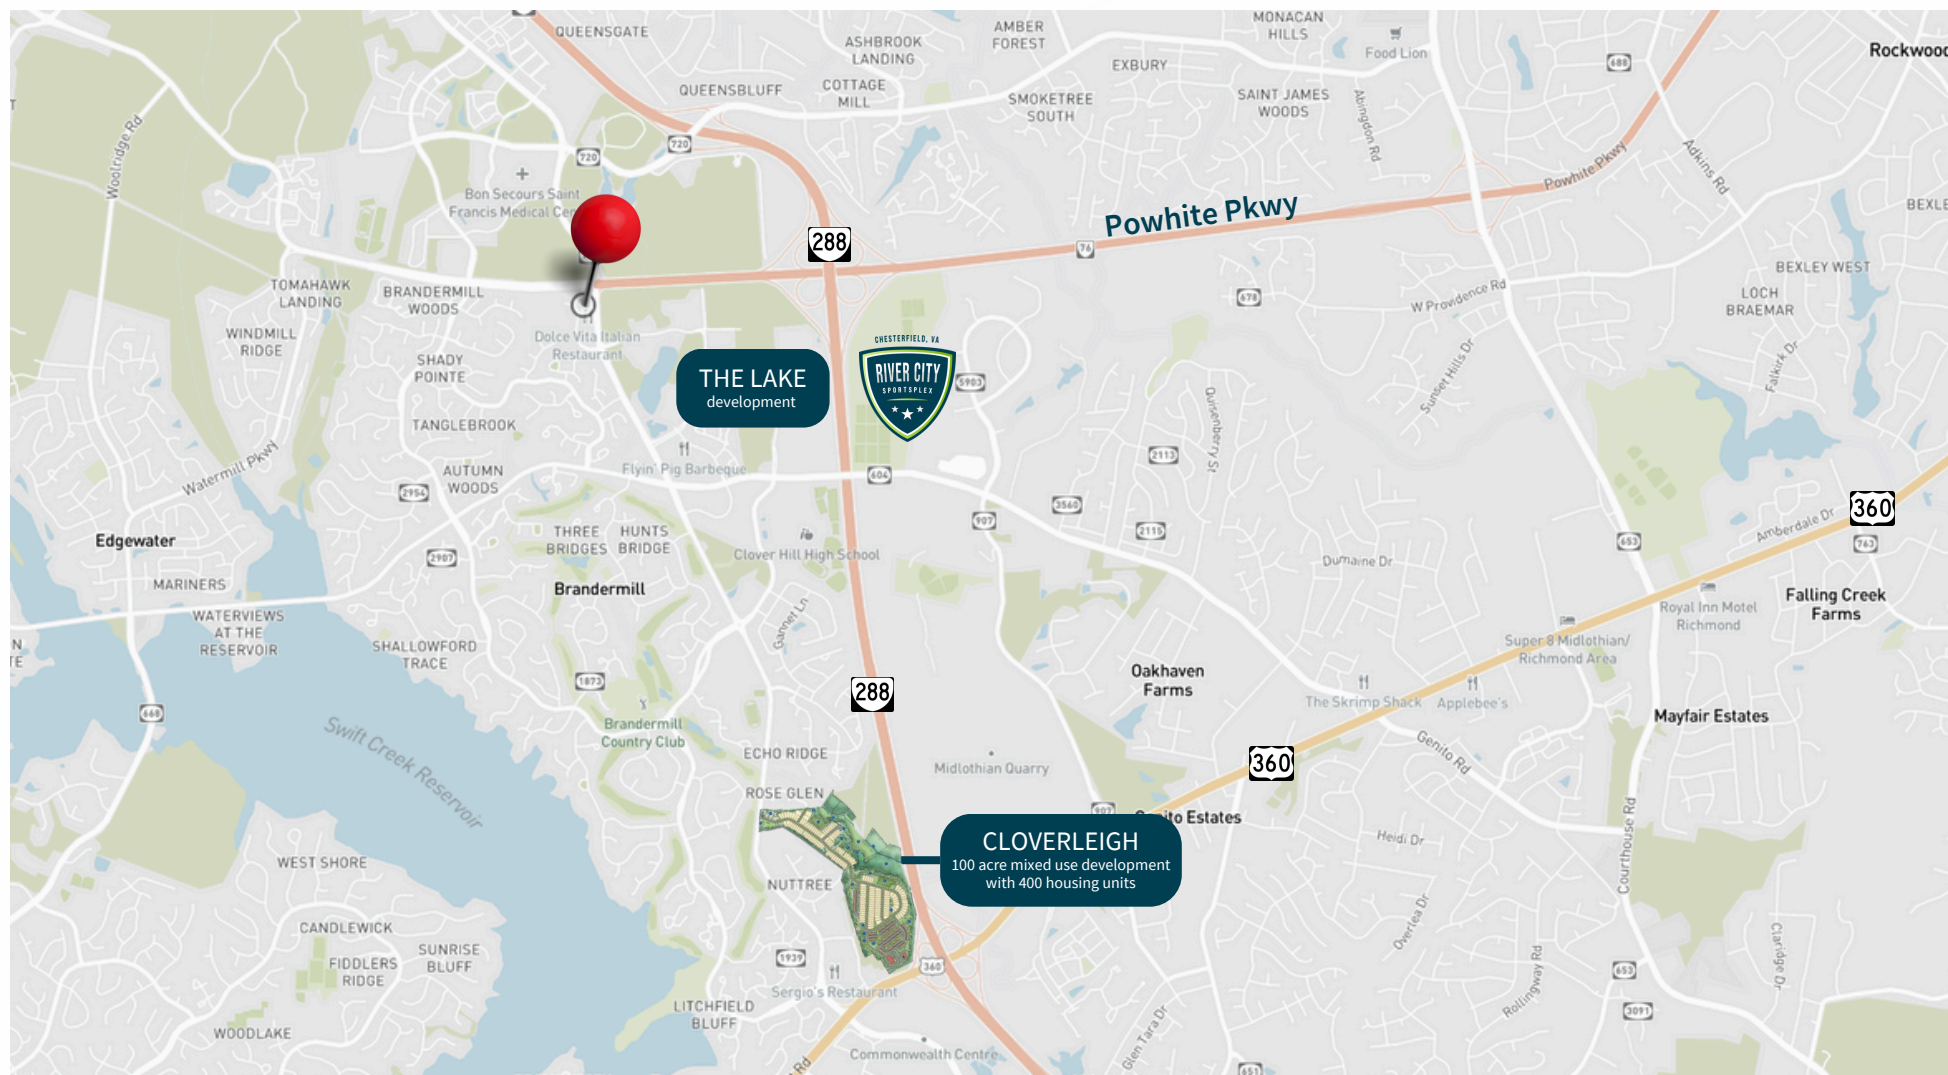 QUEENSGATE
AMBER
FOREST
MONACAN
HILLS
Food Lion
ASHBROOK
LANDING
Rockwood
688
EXBURY
QUEENSBLUFF
COTTAGE
MILL
SMOKETREE
SOUTH
SAINT JAMES
WOODS
Abingdon Rd
Woolridge Rd
720
720
Adkins Rd
Powhite Pkwy
Bon Secours Saint
Francis Medical Cen
Powhite Pkwy
BEXLE
288
76
BEXLEY WEST
TOMAHAWK
LANDING
BRANDERMILL
WOODS
678
W Providence Rd
LOCH
BRAEMAR
WINDMILL
RIDGE
Dolce Vita Italian
Restaurant
CHESTERFIELD, VA
RIVER CITY
SPORTSPLEX
SHADY
POINTE
THE LAKE
development
5903
Sunset Hills Dr
Falkirk Dr
Quisenberry St
TANGLEBROOK
Watermill Pkwy
AUTUMN
WOODS
Flyin' Pig Barbeque
604
2113
2954
3560
907
2115
360
Amberdale Dr
763
653
Edgewater
THREE
BRIDGES
HUNTS
BRIDGE
Clover Hill High School
2907
Dumaine Dr
MARINERS
Brandermill
Royal Inn Motel
Richmond
Falling Creek
Farms
WATERVIEWS
AT THE
RESERVOIR
Gannet Ln
Super 8 Midlothian/
Richmond Area
SHALLOWFORD
TRACE
Oakhaven
Farms
1873
288
The Skrimp Shack
Applebee's
668
Brandermill
Country Club
Mayfair Estates
Swift Creek Reservoir
ECHO RIDGE
Midlothian Quarry
360
Genito Rd
ROSE GLEN
907
ito Estates
CLOVERLEIGH
100 acre mixed use development
with 400 housing units
Heidi Dr
Courthouse Rd
WEST SHORE
NUTTREE
CANDLEWICK
Overlea Dr
SUNRISE
BLUFF
FIDDLERS
RIDGE
1939
360
Claridge Dr
653
Rollingway Rd
Sergio's Restaurant
LITCHFIELD
BLUFF
3091
WOODLAKE
Glen Tara Dr
Commonwealth Centre
Rd
651